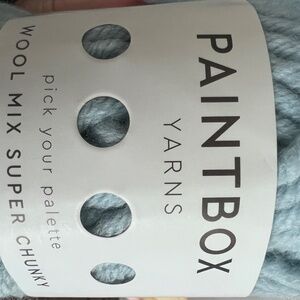 PAINTBOX
YARNS
pick your palette
WOOL MIX SUPER CHUNKY